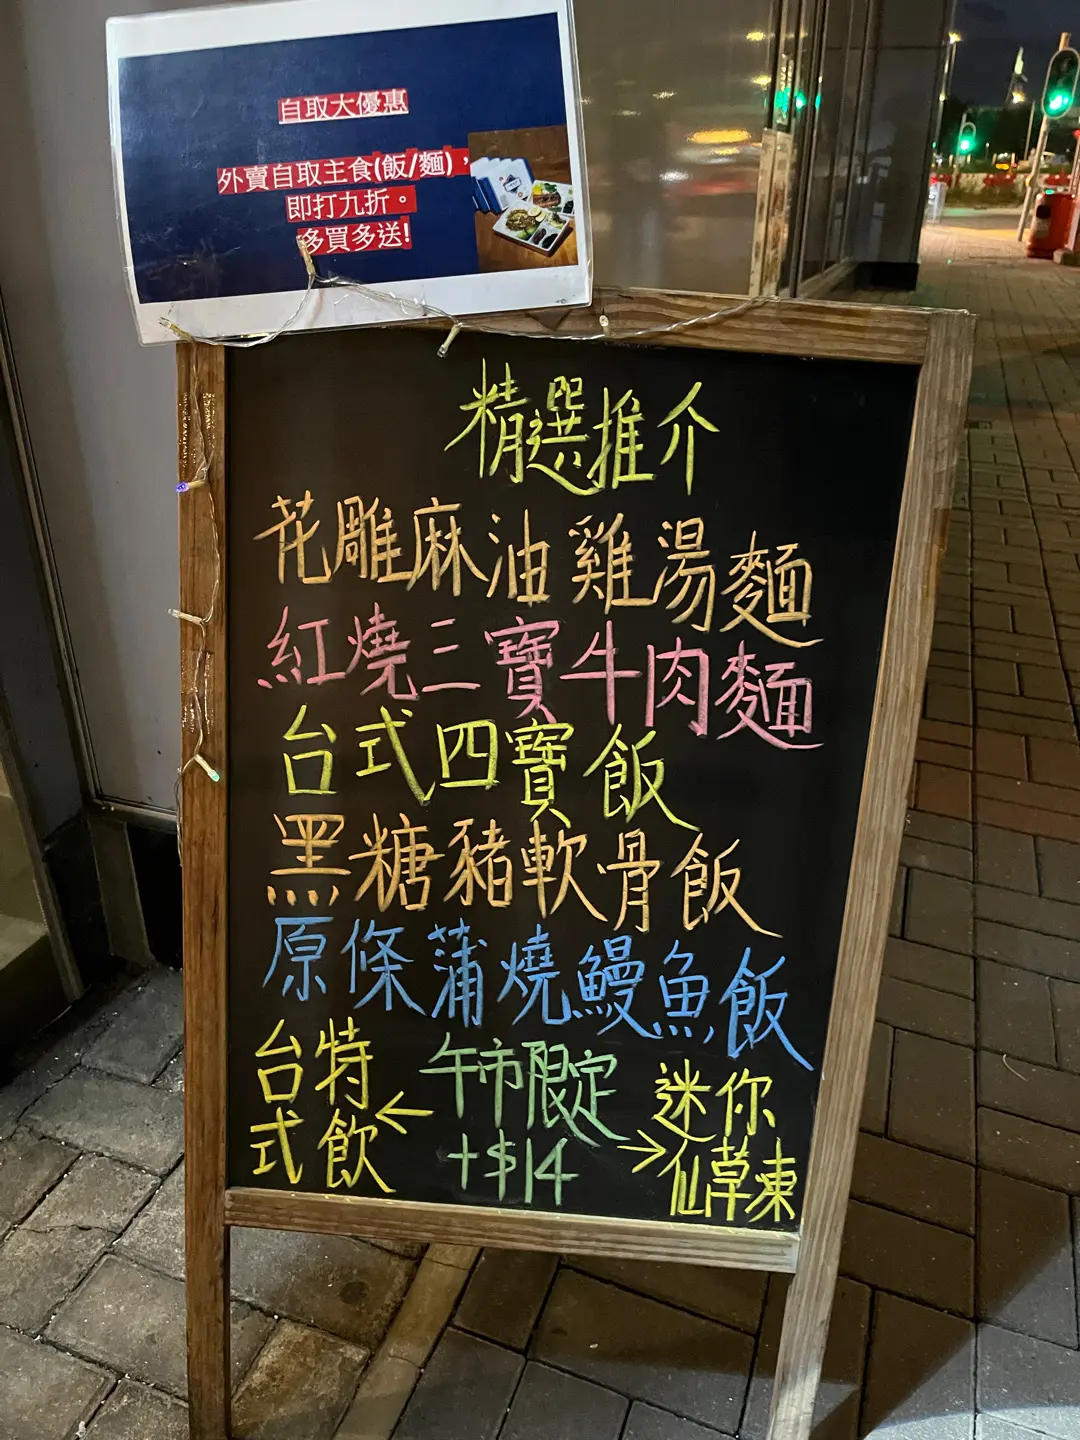 自取大優惠
外賣自取主食(飯/麵)，
即打九折。
多買多送!
精選推介
花雕麻油雞湯麵
紅燒三寶牛肉麵
台式四寶飯
黑糖豬軟骨飯
原條蒲燒鰻魚飯
台式特飲
←
午市限定
+$14
→
迷你
仙草凍